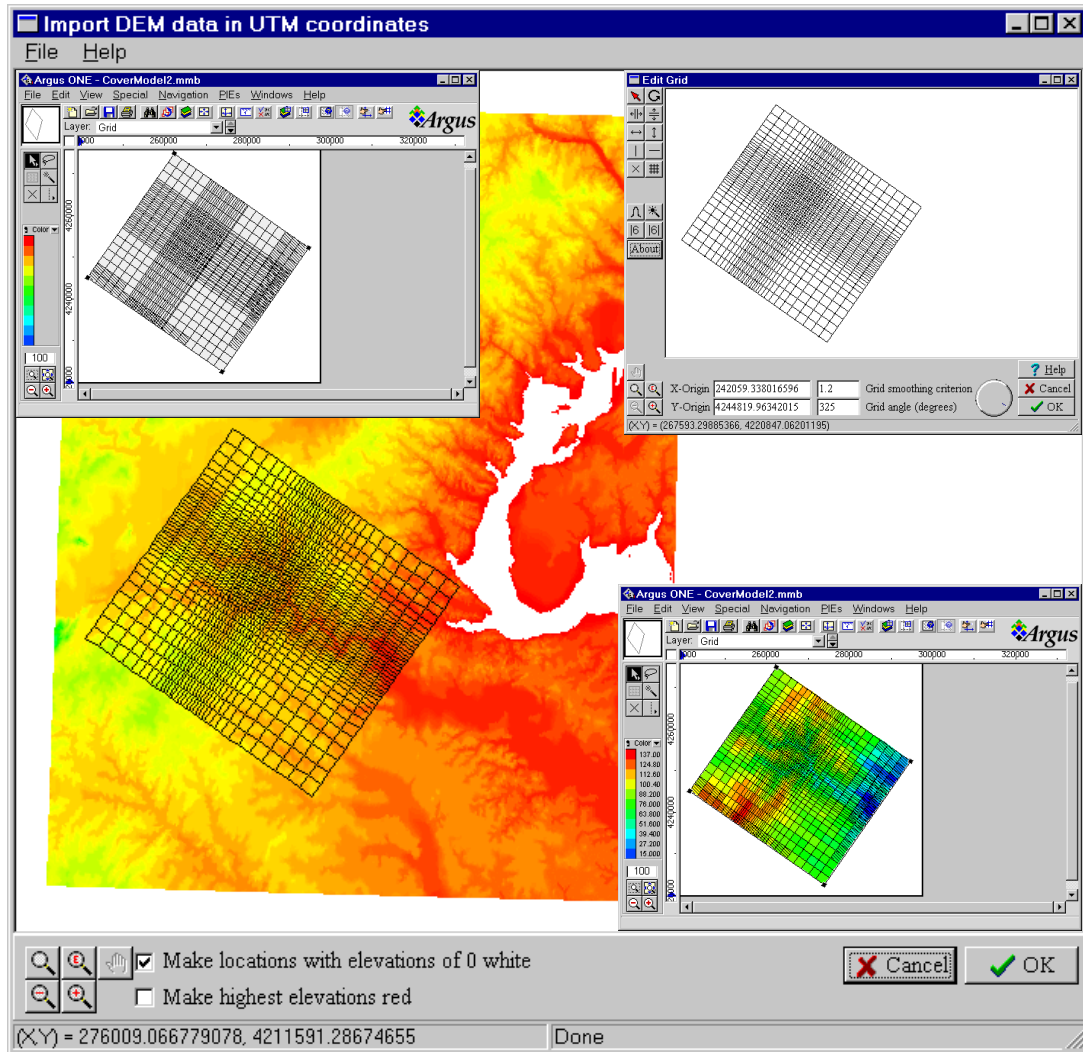 Import DEM data in UTM coordinates
File Help
Argus ONE - CoverModel2.mmb
File Edit View Special Navigation PIEs Windows Help
Argus
Layer: Grid
260000 280000 300000 320000
4260000
4240000
Color
100
Edit Grid
About
X-Origin 242059.338016596 1.2 Grid smoothing criterion
Y-Origin 4244819.96342015 325 Grid angle (degrees)
? Help
Cancel
OK
(X,Y) = (267593.29885366, 4220847.06201195)
Argus ONE - CoverModel2.mmb
File Edit View Special Navigation PIEs Windows Help
Argus
Layer: Grid
260000 280000 300000 320000
4260000
4240000
Color
137.00
124.80
112.60
100.40
88.200
76.000
63.800
51.600
39.400
27.200
15.000
100
Make locations with elevations of 0 white
Make highest elevations red
Cancel
OK
(X,Y) = 276009.066779078, 4211591.28674655
Done